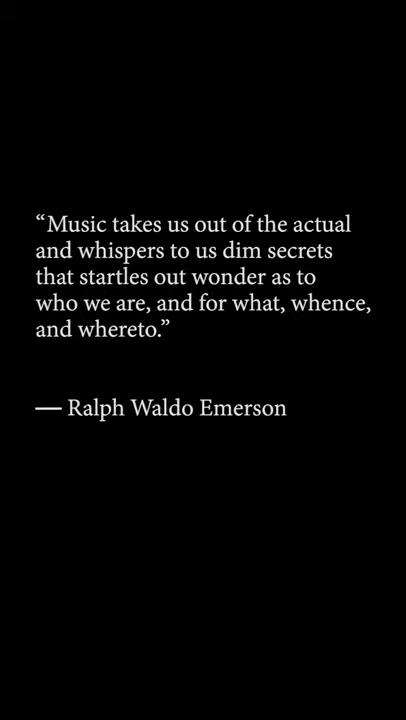 “Music takes us out of the actual
and whispers to us dim secrets
that startles out wonder as to
who we are, and for what, whence,
and whereto.”
— Ralph Waldo Emerson